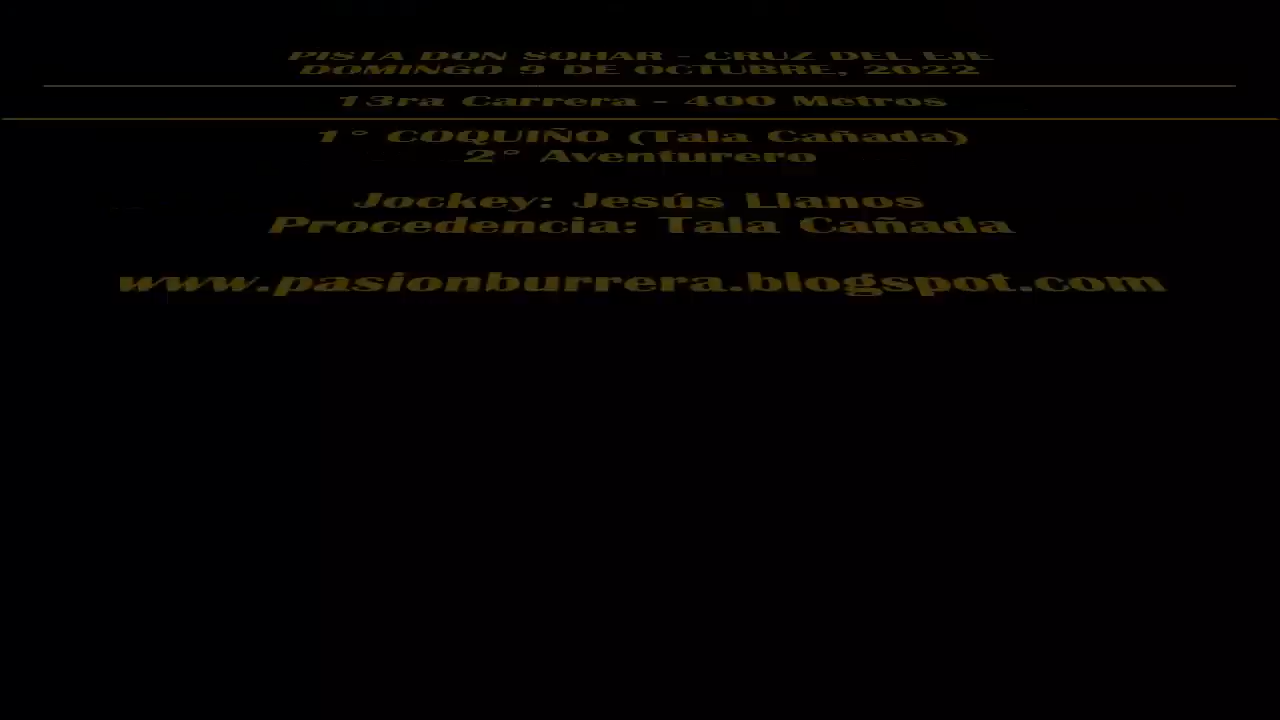 PISTA DON SOHAR - CRUZ DEL EJE
DOMINGO 9 DE OCTUBRE, 2022
13ra Carrera - 400 Metros
1° COQUIÑO (Tala Cañada)
2° Aventurero
Jockey: Jesús Llanos
Procedencia: Tala Cañada
www.pasionburrera.blogspot.com